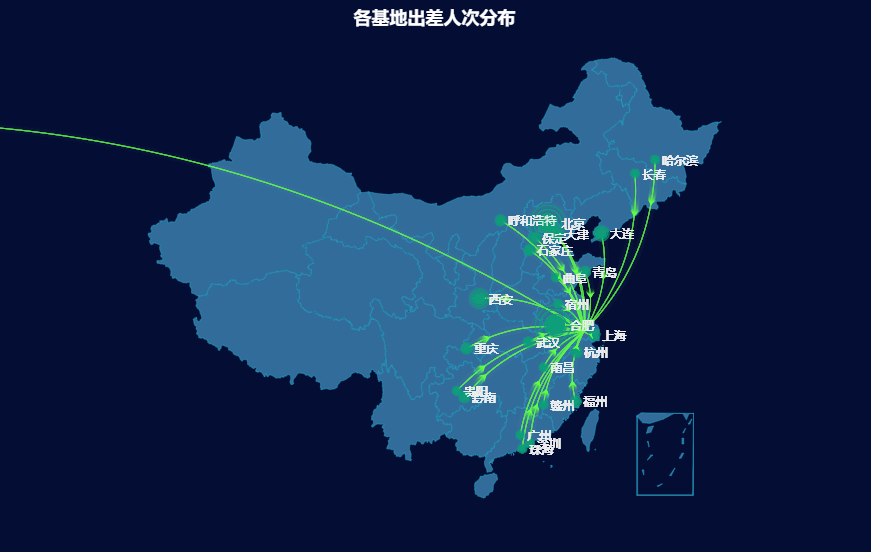 各基地出差人次分布
哈尔滨
长春
呼和浩特
北京
天津
大连
保定
石家庄
青岛
曲阜
西安
宿州
合肥
上海
武汉
重庆
杭州
南昌
贵阳
黔南
福州
赣州
广州
深圳
珠海